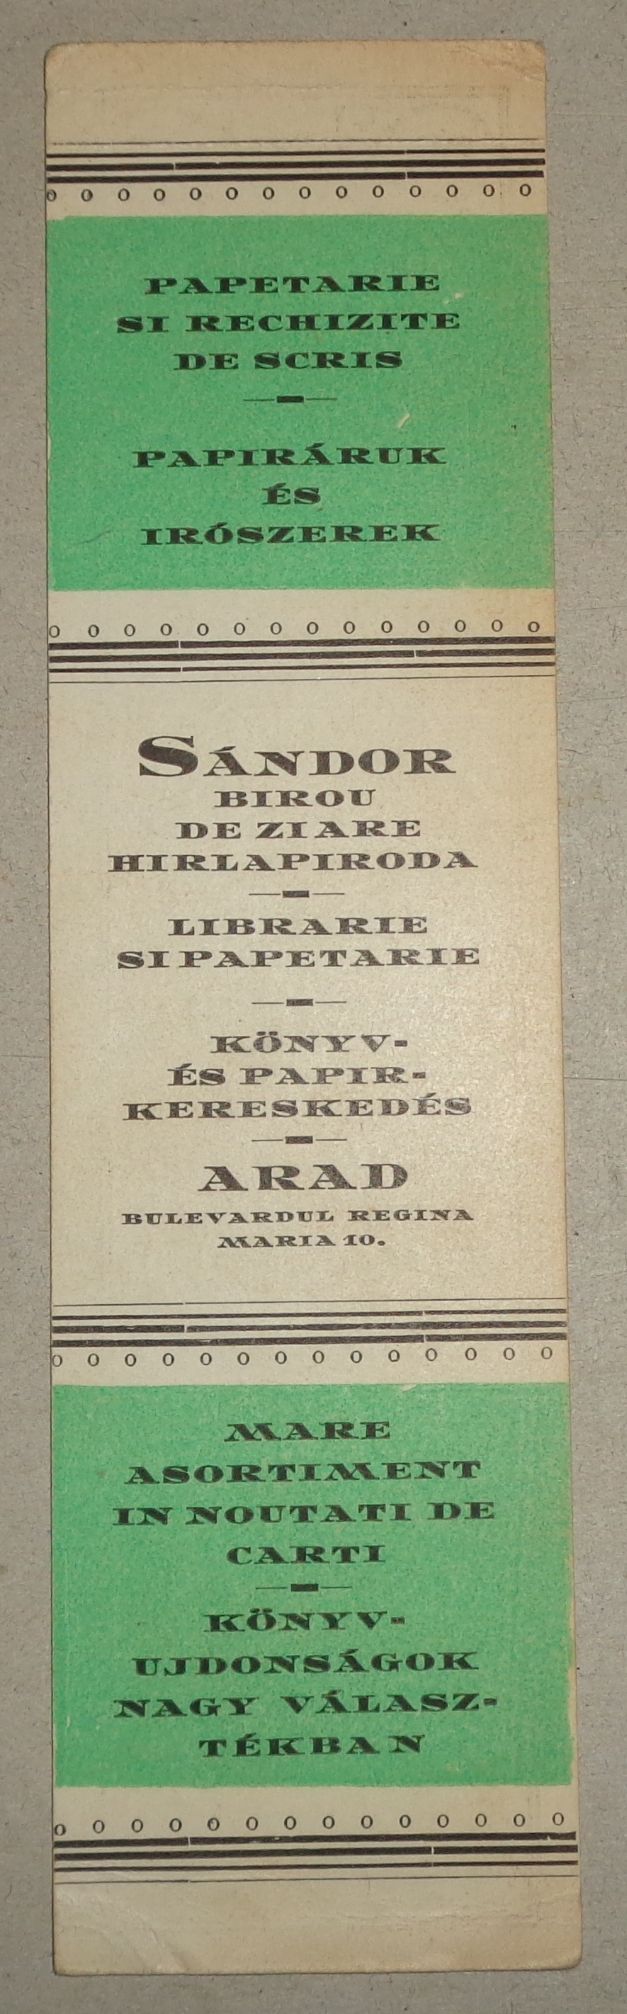 PAPETARIE
SI RECHIZITE
DE SCRIS
PAPIRÁRUK
ÉS
IRÓSZEREK
SÁNDOR
BIROU
DE ZIARE
HIRLAPIRODA
LIBRARIE
SI PAPETARIE
KÖNYV-
ÉS PAPIR-
KERESKEDÉS
ARAD
BULEVARDUL REGINA
MARIA 10.
MARE
ASORTIMENT
IN NOUTATI DE
CARTI
KÖNYV-
UJDONSÁGOK
NAGY VÁLASZ-
TÉKBAN